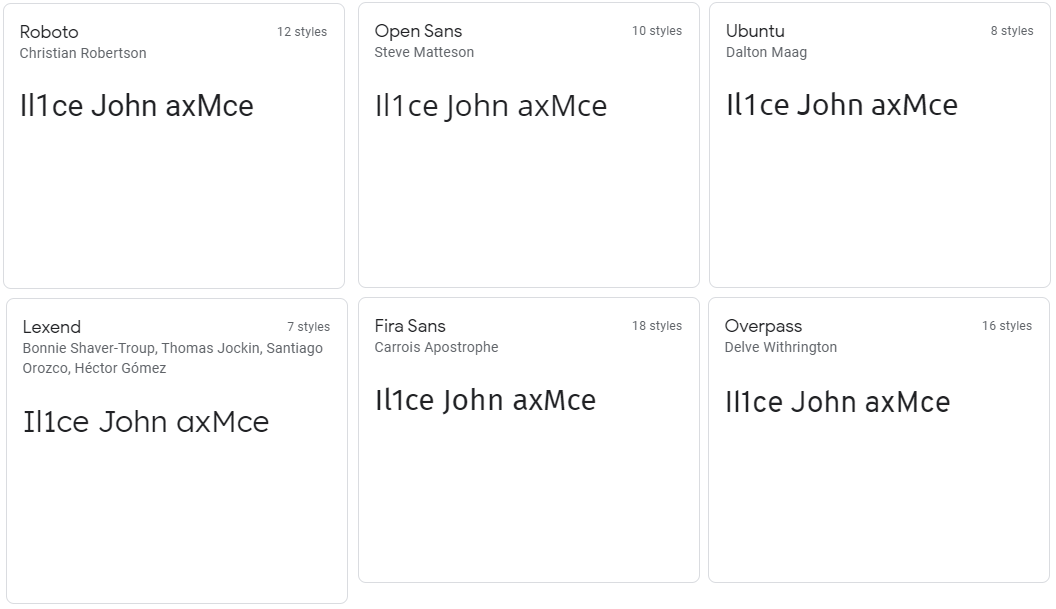 Roboto 12 styles
Christian Robertson
Il1ce John axMce
Open Sans 10 styles
Steve Matteson
Il1ce John axMce
Ubuntu 8 styles
Dalton Maag
Il1ce John axMce
Lexend 7 styles
Bonnie Shaver-Troup, Thomas Jockin, Santiago
Orozco, Héctor Gómez
Il1ce John axMce
Fira Sans 18 styles
Carrois Apostrophe
Il1ce John axMce
Overpass 16 styles
Delve Withrington
Il1ce John axMce